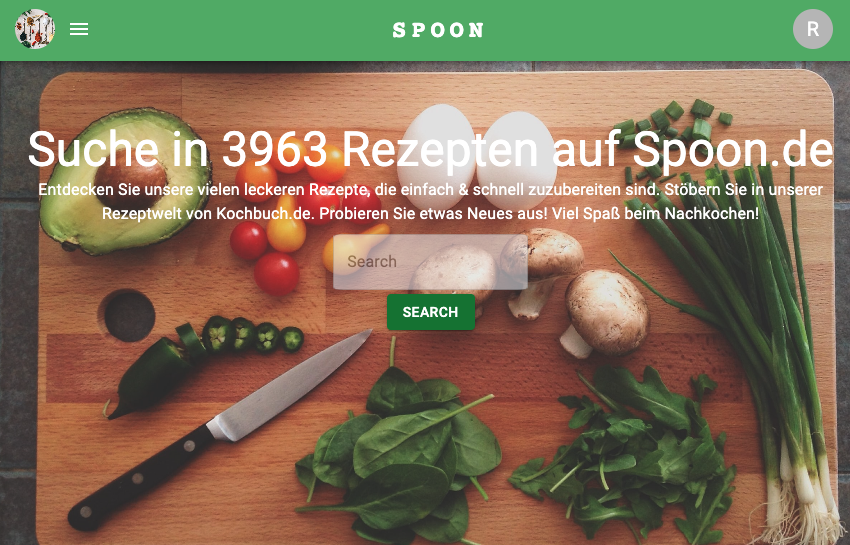 SPOON
R
Suche in 3963 Rezepten auf Spoon.de
Entdecken Sie unsere vielen leckeren Rezepte, die einfach & schnell zuzubereiten sind. Stöbern Sie in unserer
Rezeptwelt von Kochbuch.de. Probieren Sie etwas Neues aus! Viel Spaß beim Nachkochen!
Search
SEARCH